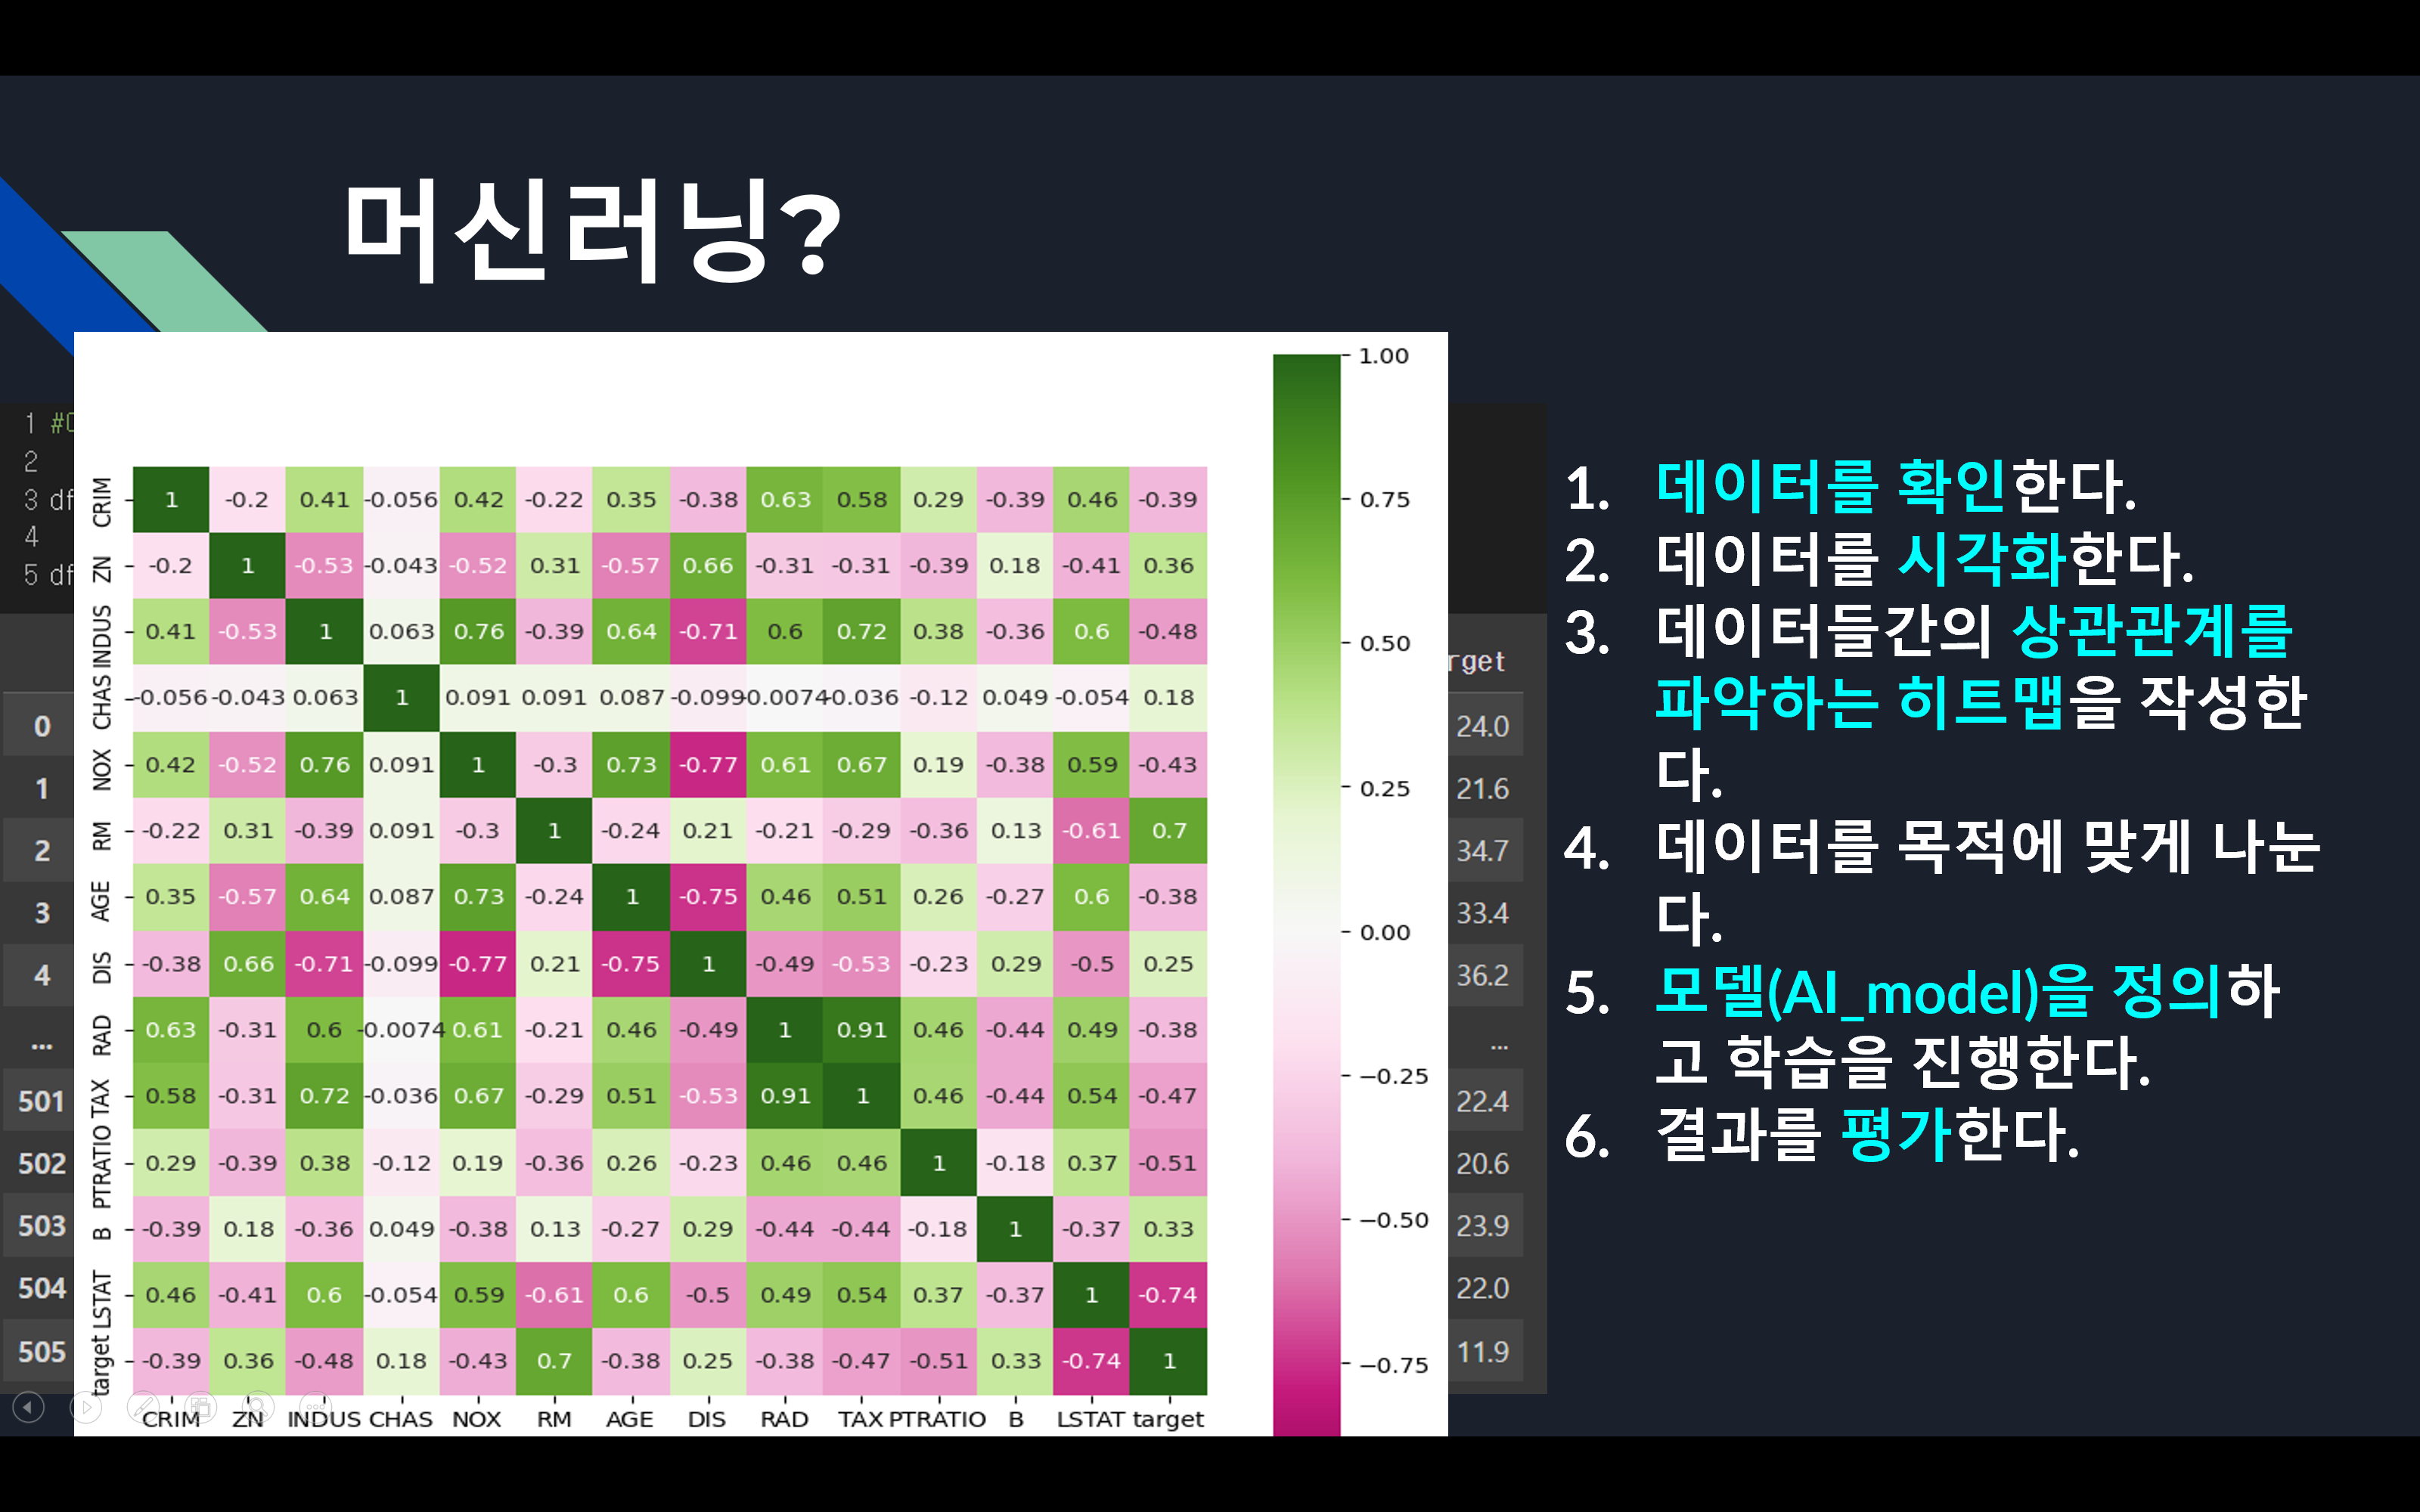 머신러닝?
1 #
2
3 df
4
5 df
rget
0 24.0
1 21.6
2 34.7
3 33.4
4 36.2
... ...
501 22.4
502 20.6
503 23.9
504 22.0
505 11.9
1.00
0.75
0.50
0.25
0.00
−0.25
−0.50
−0.75
CRIM 1 -0.2 0.41 -0.056 0.42 -0.22 0.35 -0.38 0.63 0.58 0.29 -0.39 0.46 -0.39
ZN -0.2 1 -0.53 -0.043 -0.52 0.31 -0.57 0.66 -0.31 -0.31 -0.39 0.18 -0.41 0.36
INDUS 0.41 -0.53 1 0.063 0.76 -0.39 0.64 -0.71 0.6 0.72 0.38 -0.36 0.6 -0.48
CHAS -0.056 -0.043 0.063 1 0.091 0.091 0.087 -0.099 -0.0074 -0.036 -0.12 0.049 -0.054 0.18
NOX 0.42 -0.52 0.76 0.091 1 -0.3 0.73 -0.77 0.61 0.67 0.19 -0.38 0.59 -0.43
RM -0.22 0.31 -0.39 0.091 -0.3 1 -0.24 0.21 -0.21 -0.29 -0.36 0.13 -0.61 0.7
AGE 0.35 -0.57 0.64 0.087 0.73 -0.24 1 -0.75 0.46 0.51 0.26 -0.27 0.6 -0.38
DIS -0.38 0.66 -0.71 -0.099 -0.77 0.21 -0.75 1 -0.49 -0.53 -0.23 0.29 -0.5 0.25
RAD 0.63 -0.31 0.6 -0.0074 0.61 -0.21 0.46 -0.49 1 0.91 0.46 -0.44 0.49 -0.38
TAX 0.58 -0.31 0.72 -0.036 0.67 -0.29 0.51 -0.53 0.91 1 0.46 -0.44 0.54 -0.47
PTRATIO 0.29 -0.39 0.38 -0.12 0.19 -0.36 0.26 -0.23 0.46 0.46 1 -0.18 0.37 -0.51
B -0.39 0.18 -0.36 0.049 -0.38 0.13 -0.27 0.29 -0.44 -0.44 -0.18 1 -0.37 0.33
LSTAT 0.46 -0.41 0.6 -0.054 0.59 -0.61 0.6 -0.5 0.49 0.54 0.37 -0.37 1 -0.74
target -0.39 0.36 -0.48 0.18 -0.43 0.7 -0.38 0.25 -0.38 -0.47 -0.51 0.33 -0.74 1
CRIM ZN INDUS CHAS NOX RM AGE DIS RAD TAX PTRATIO B LSTAT target
1. 데이터를 확인한다.
2. 데이터를 시각화한다.
3. 데이터들간의 상관관계를
파악하는 히트맵을 작성한
다.
4. 데이터를 목적에 맞게 나눈
다.
5. 모델(AI_model)을 정의하
고 학습을 진행한다.
6. 결과를 평가한다.